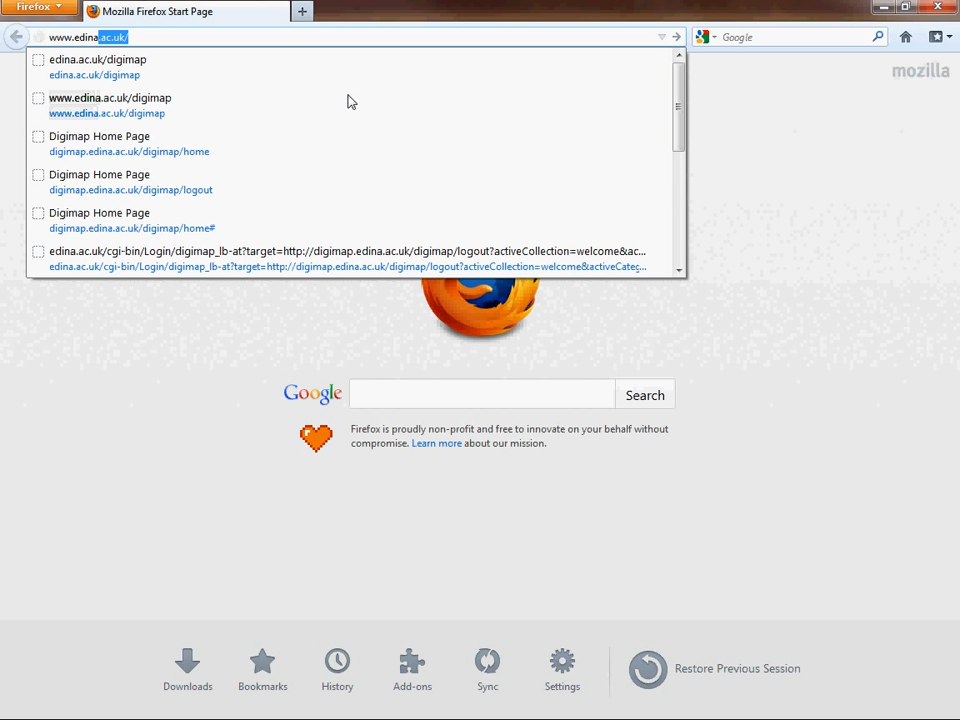 Firefox
Mozilla Firefox Start Page
www.edina.ac.uk/
Google
mozilla
edina.ac.uk/digimap
edina.ac.uk/digimap
www.edina.ac.uk/digimap
www.edina.ac.uk/digimap
Digimap Home Page
digimap.edina.ac.uk/digimap/home
Digimap Home Page
digimap.edina.ac.uk/digimap/logout
Digimap Home Page
digimap.edina.ac.uk/digimap/home#
edina.ac.uk/cgi-bin/Login/digimap_lb-at?target=http://digimap.edina.ac.uk/digimap/logout?activeCollection=welcome&ac...
edina.ac.uk/cgi-bin/Login/digimap_lb-at?target=http://digimap.edina.ac.uk/digimap/logout?activeCollection=welcome&activeCateg...
Google
Search
Firefox is proudly non-profit and free to innovate on your behalf without
compromise. Learn more about our mission.
Downloads
Bookmarks
History
Add-ons
Sync
Settings
Restore Previous Session